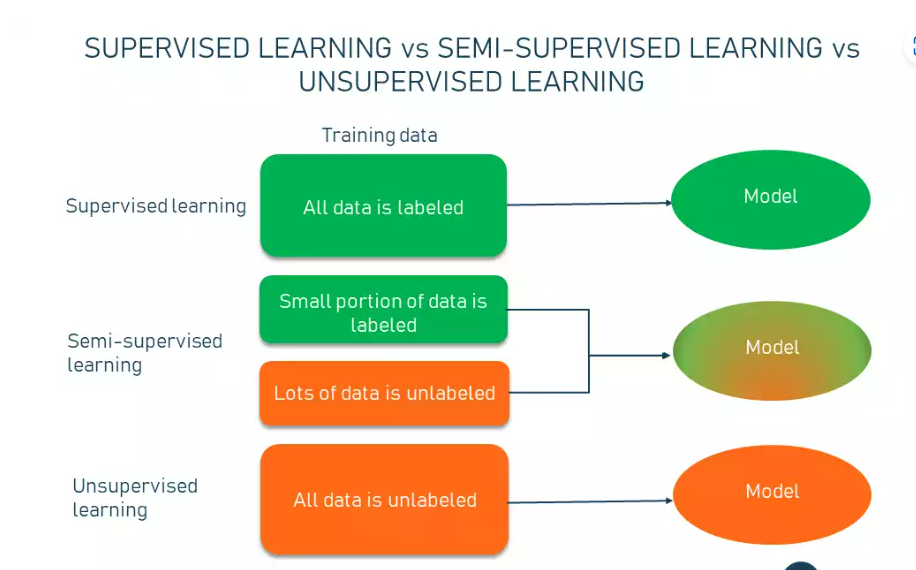 SUPERVISED LEARNING vs SEMI-SUPERVISED LEARNING vs
UNSUPERVISED LEARNING
Training data
Supervised learning
All data is labeled
Model
Semi-supervised
learning
Small portion of data is
labeled
Lots of data is unlabeled
Model
Unsupervised
learning
All data is unlabeled
Model